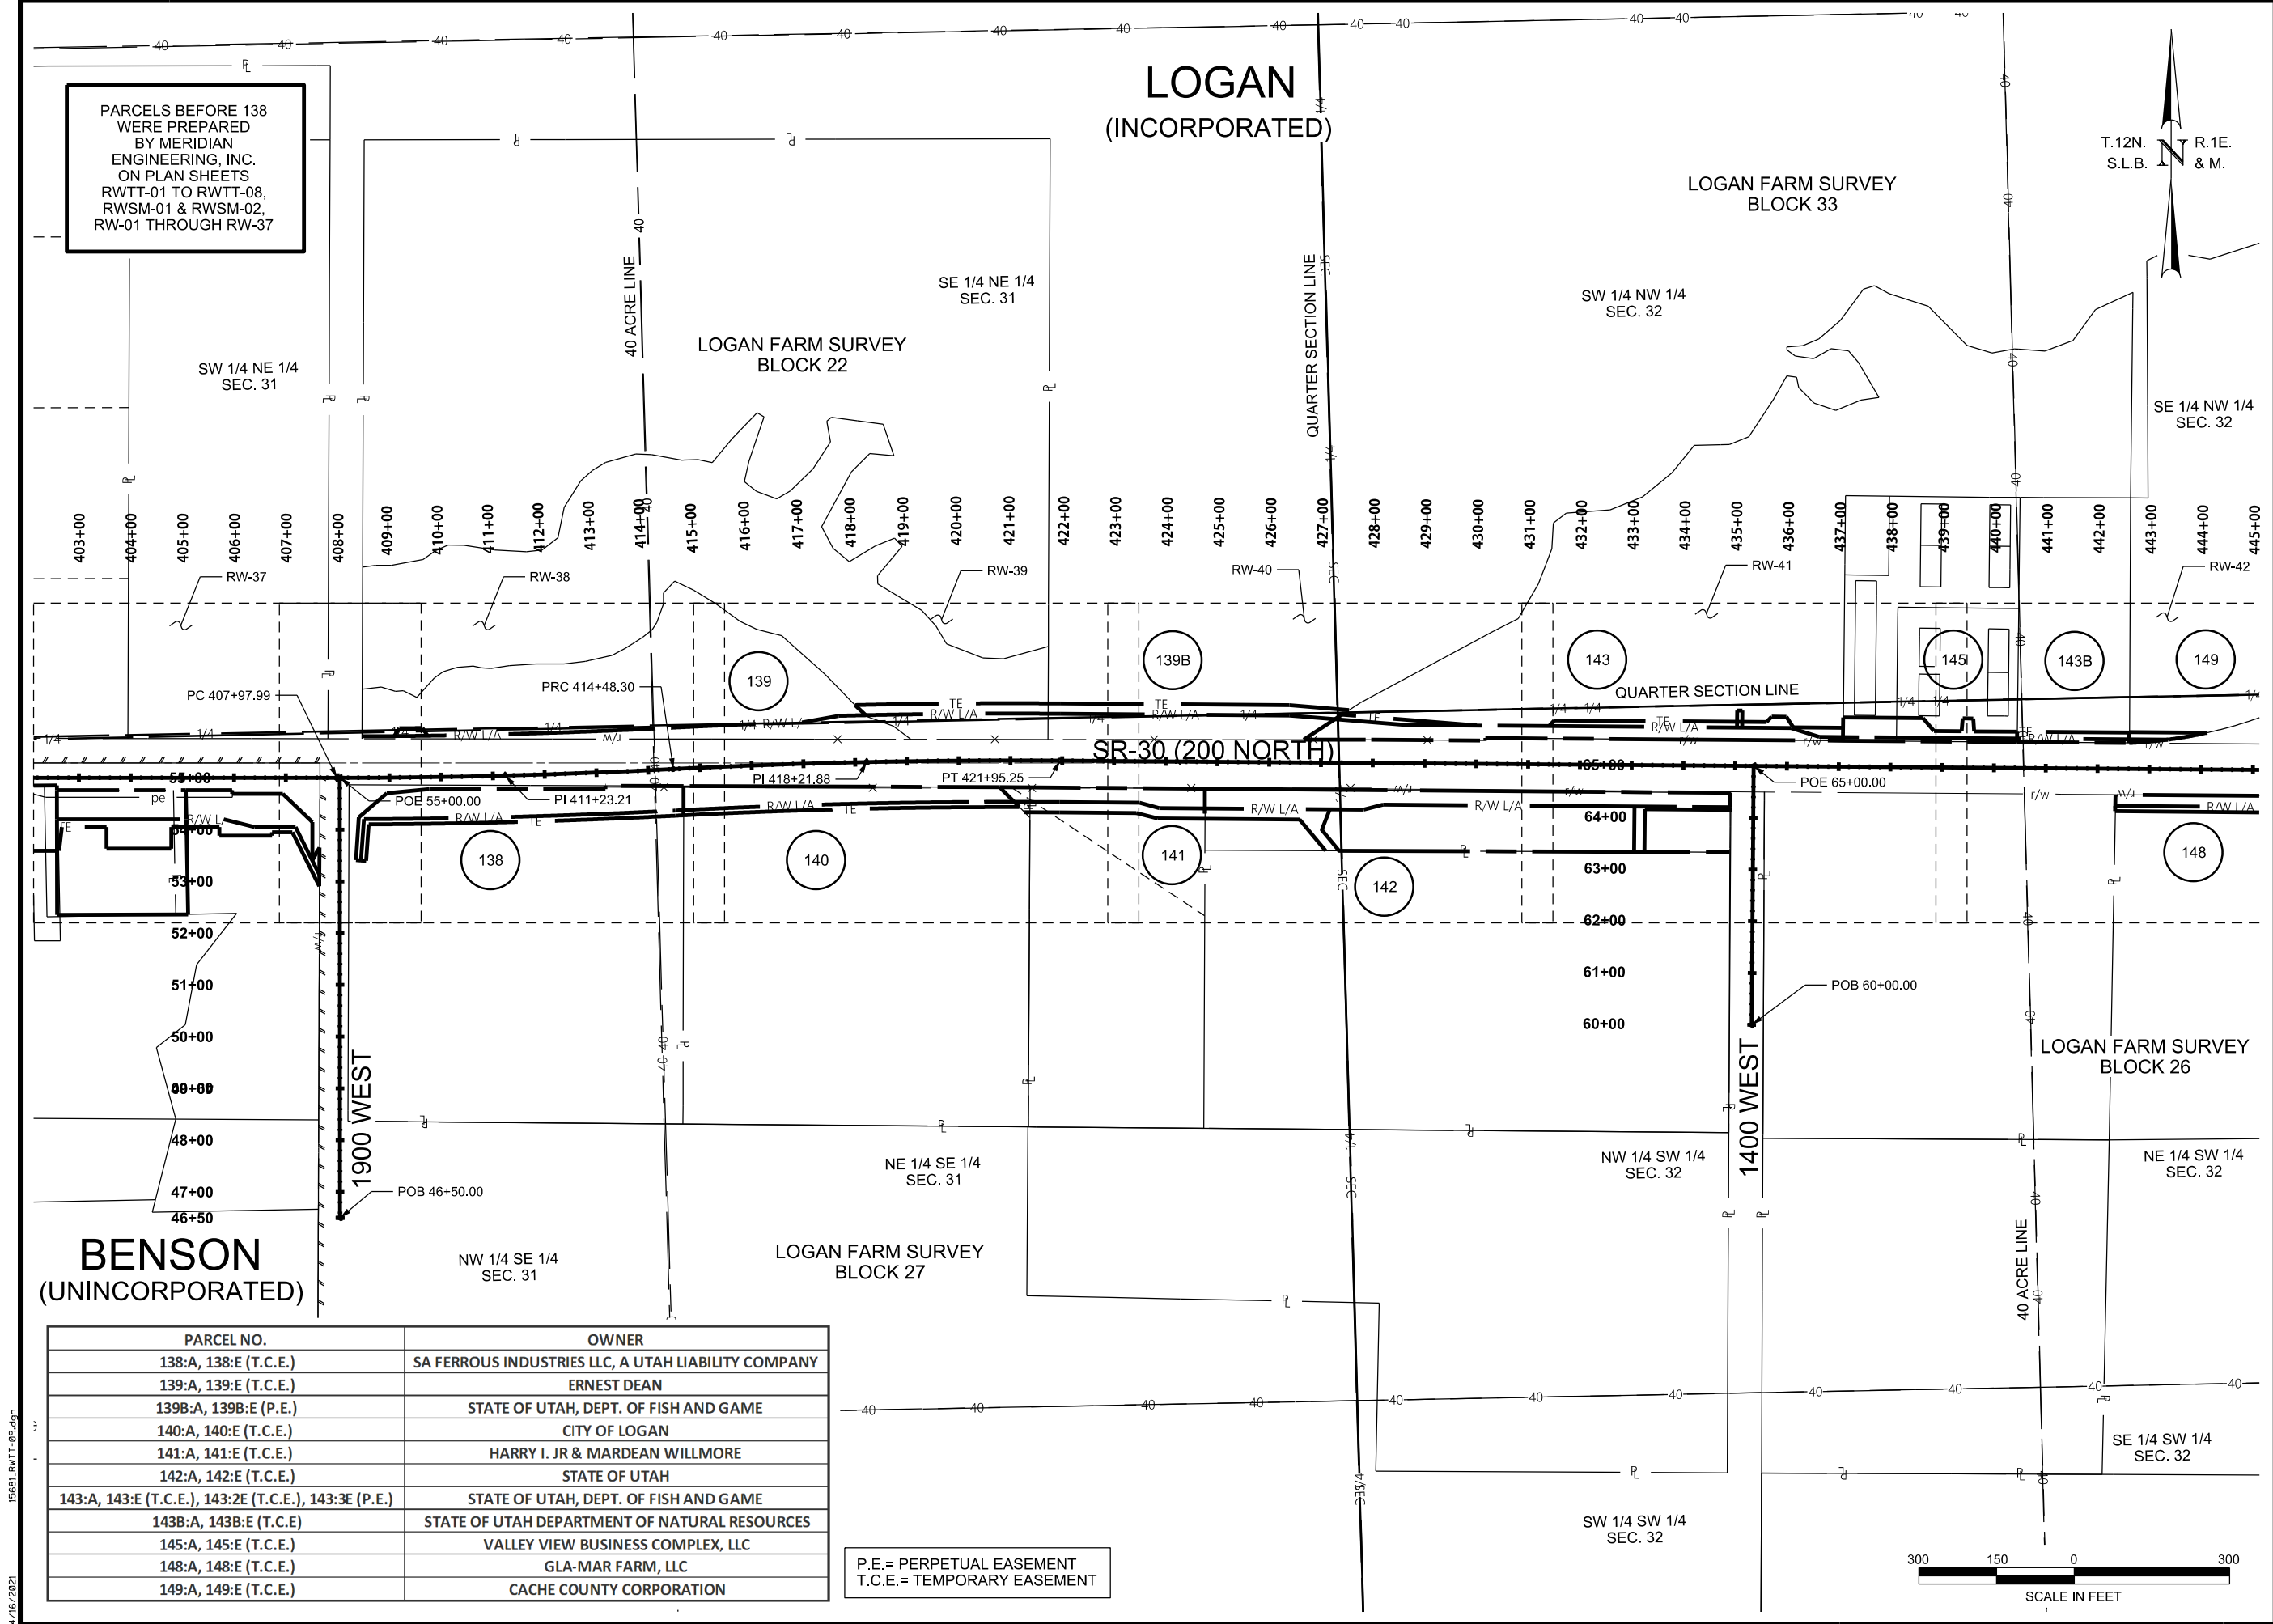 LOGAN
(INCORPORATED)
PARCELS BEFORE 138
WERE PREPARED
BY MERIDIAN
ENGINEERING, INC.
ON PLAN SHEETS
RWTT-01 TO RWTT-08,
RWSM-01 & RWSM-02,
RW-01 THROUGH RW-37
T.12N. N R.1E.
S.L.B. & M.
LOGAN FARM SURVEY
BLOCK 33
SE 1/4 NE 1/4
SEC. 31
SW 1/4 NW 1/4
SEC. 32
40 ACRE LINE
QUARTER SECTION LINE
LOGAN FARM SURVEY
BLOCK 22
SW 1/4 NE 1/4
SEC. 31
SE 1/4 NW 1/4
SEC. 32
403+00 404+00 405+00 406+00 407+00 408+00 409+00 410+00 411+00 412+00 413+00 414+00 415+00 416+00 417+00 418+00 419+00 420+00 421+00 422+00 423+00 424+00 425+00 426+00 427+00 428+00 429+00 430+00 431+00 432+00 433+00 434+00 435+00 436+00 437+00 438+00 439+00 440+00 441+00 442+00 443+00 444+00 445+00
RW-37 RW-38 RW-39 RW-40 RW-41 RW-42
139 139B 143 145 143B 149
PC 407+97.99 PRC 414+48.30
QUARTER SECTION LINE
SR-30 (200 NORTH)
PI 418+21.88 PT 421+95.25
POE 55+00.00 PI 411+23.21
POE 65+00.00
R/W L/A TE R/W L/A TE R/W L/A R/W L/A
138 140 141 142 148
55+00
54+00
53+00
52+00
51+00
50+00
48+00
47+00
46+50
65+00
64+00
63+00
62+00
61+00
60+00
POB 60+00.00
1900 WEST
1400 WEST
POB 46+50.00
LOGAN FARM SURVEY
BLOCK 26
NE 1/4 SE 1/4
SEC. 31
NW 1/4 SW 1/4
SEC. 32
NE 1/4 SW 1/4
SEC. 32
BENSON
(UNINCORPORATED)
NW 1/4 SE 1/4
SEC. 31
LOGAN FARM SURVEY
BLOCK 27
40 ACRE LINE
SE 1/4 SW 1/4
SEC. 32
SW 1/4 SW 1/4
SEC. 32
PARCEL NO. OWNER
138:A, 138:E (T.C.E.) SA FERROUS INDUSTRIES LLC, A UTAH LIABILITY COMPANY
139:A, 139:E (T.C.E.) ERNEST DEAN
139B:A, 139B:E (P.E.) STATE OF UTAH, DEPT. OF FISH AND GAME
140:A, 140:E (T.C.E.) CITY OF LOGAN
141:A, 141:E (T.C.E.) HARRY I. JR & MARDEAN WILLMORE
142:A, 142:E (T.C.E.) STATE OF UTAH
143:A, 143:E (T.C.E.), 143:2E (T.C.E.), 143:3E (P.E.) STATE OF UTAH, DEPT. OF FISH AND GAME
143B:A, 143B:E (T.C.E) STATE OF UTAH DEPARTMENT OF NATURAL RESOURCES
145:A, 145:E (T.C.E.) VALLEY VIEW BUSINESS COMPLEX, LLC
148:A, 148:E (T.C.E.) GLA-MAR FARM, LLC
149:A, 149:E (T.C.E.) CACHE COUNTY CORPORATION
P.E.= PERPETUAL EASEMENT
T.C.E.= TEMPORARY EASEMENT
300 150 0 300
SCALE IN FEET
4/16/2021 15681_RWTT-09.dgn